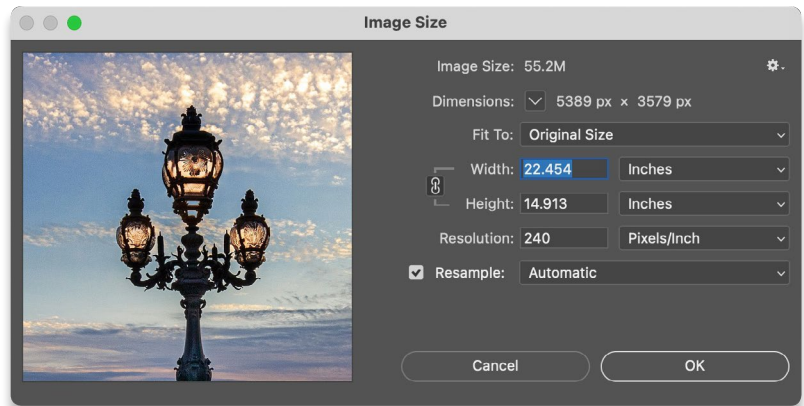 Image Size
Image Size: 55.2M
Dimensions: 5389 px × 3579 px
Fit To: Original Size
Width: 22.454 Inches
Height: 14.913 Inches
Resolution: 240 Pixels/Inch
Resample: Automatic
Cancel OK